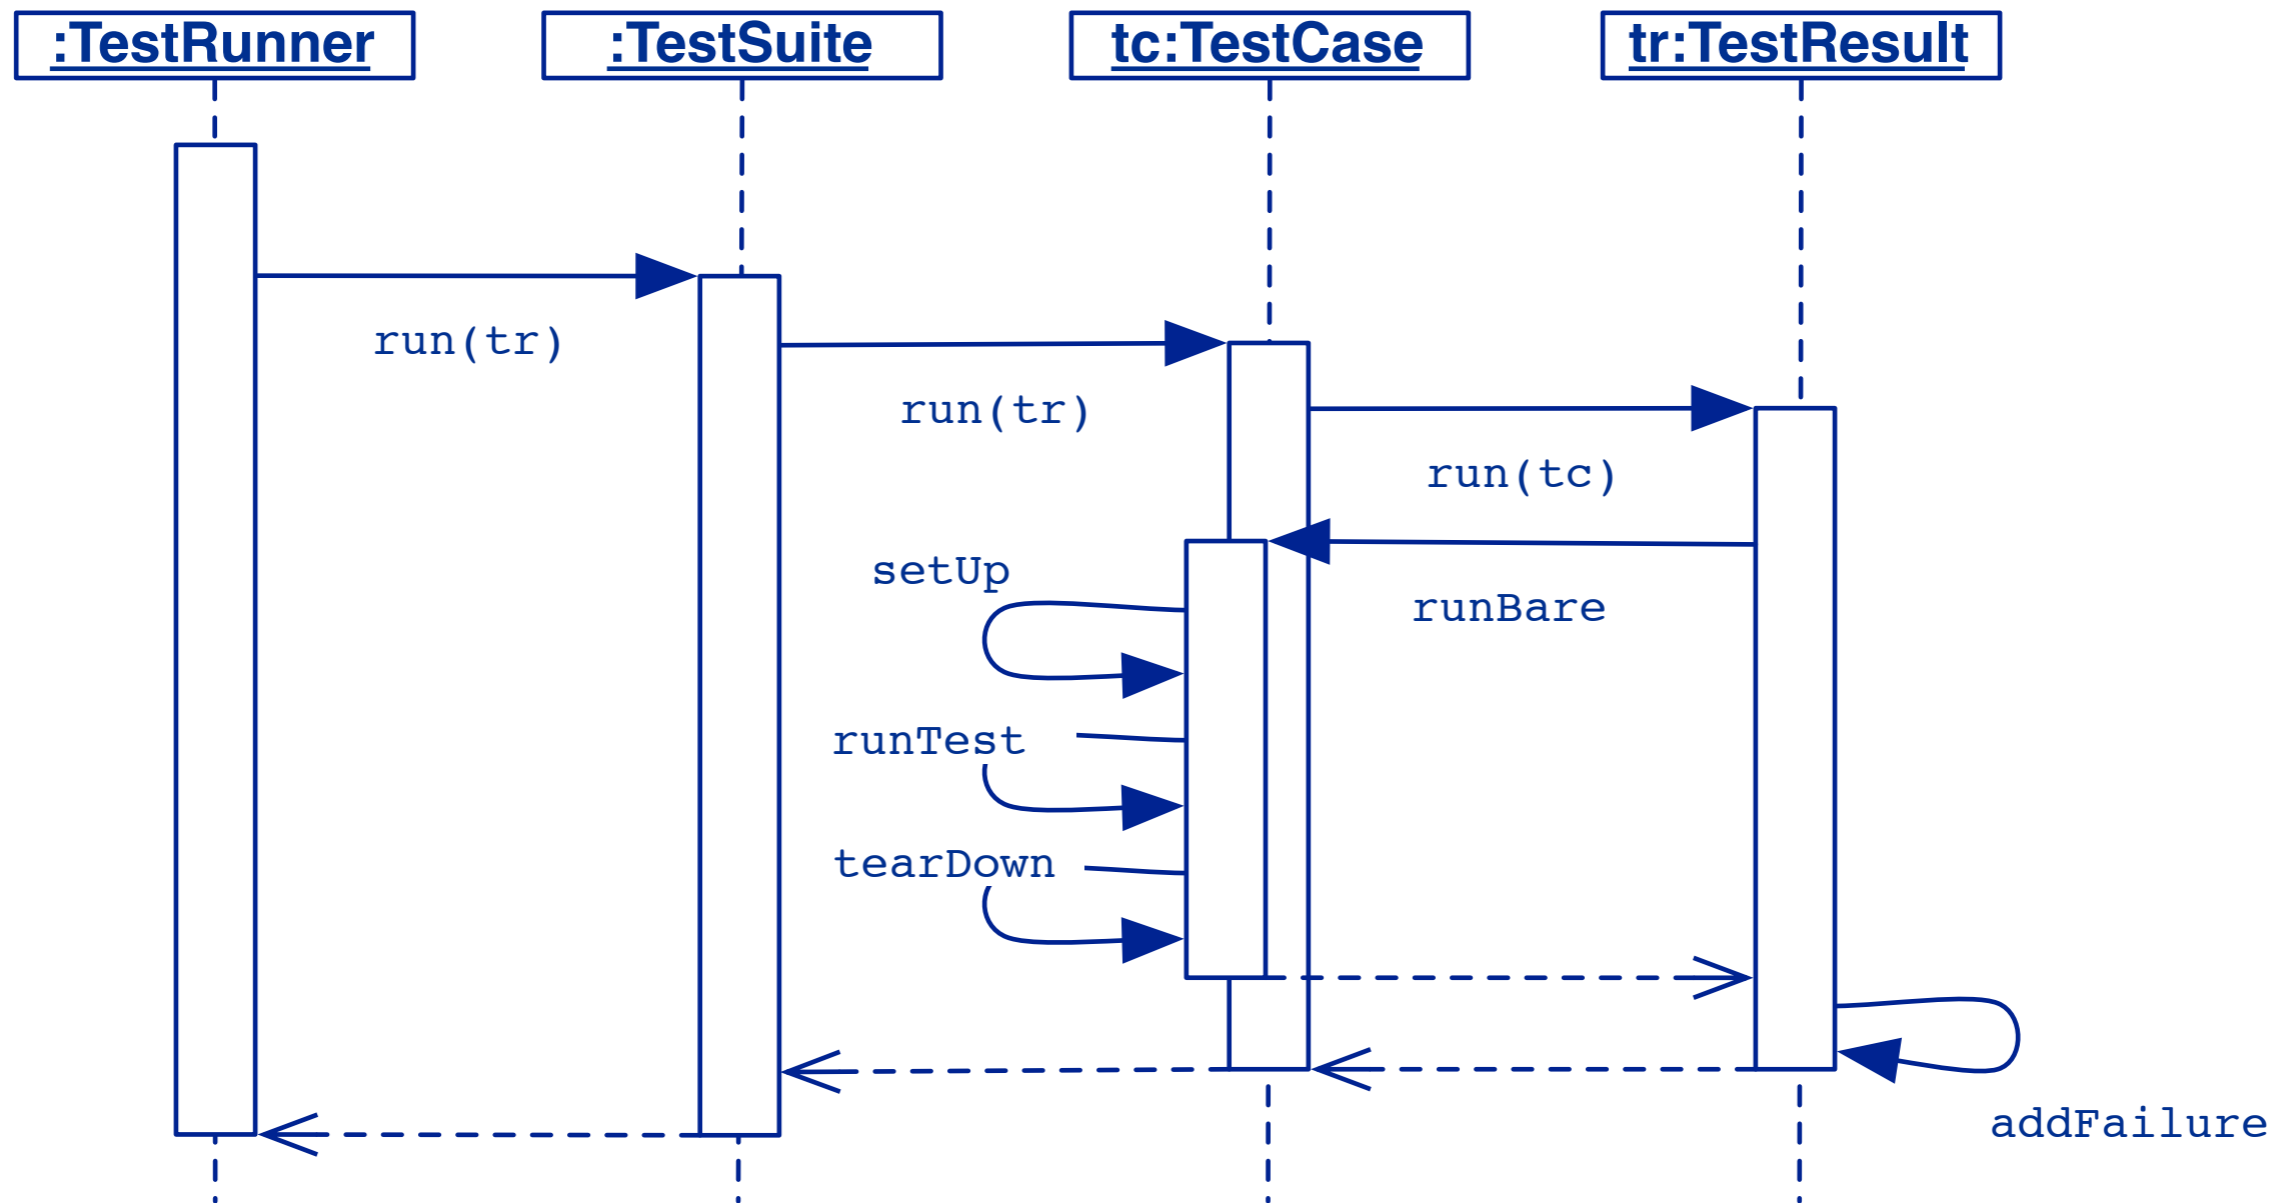 :TestRunner
:TestSuite
tc:TestCase
tr:TestResult
run(tr)
run(tr)
run(tc)
setUp
runBare
runTest
tearDown
addFailure